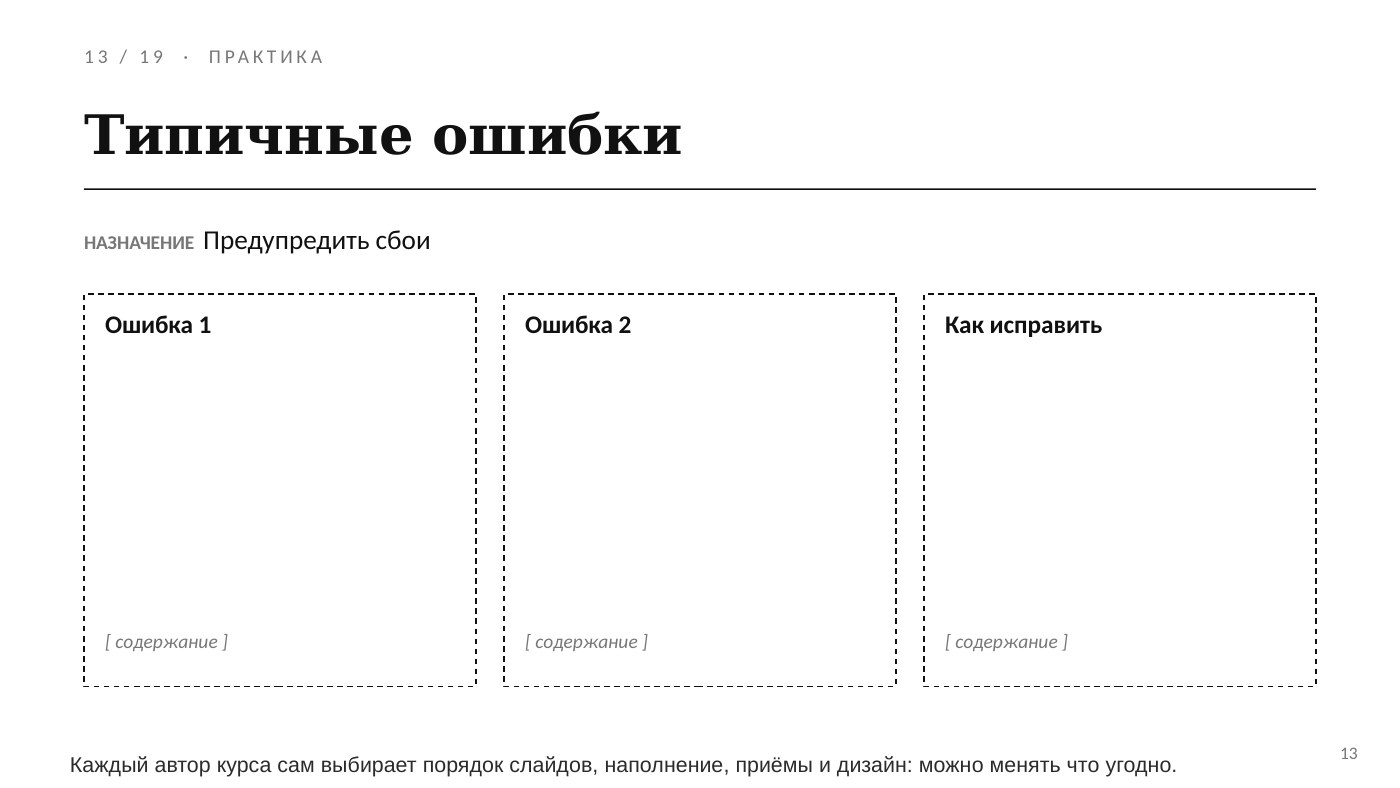 13 / 19 · ПРАКТИКА
Типичные ошибки
НАЗНАЧЕНИЕ Предупредить сбои
Ошибка 1
Ошибка 2
Как исправить
[ содержание ]
[ содержание ]
[ содержание ]
13
Каждый автор курса сам выбирает порядок слайдов, наполнение, приёмы и дизайн: можно менять что угодно.